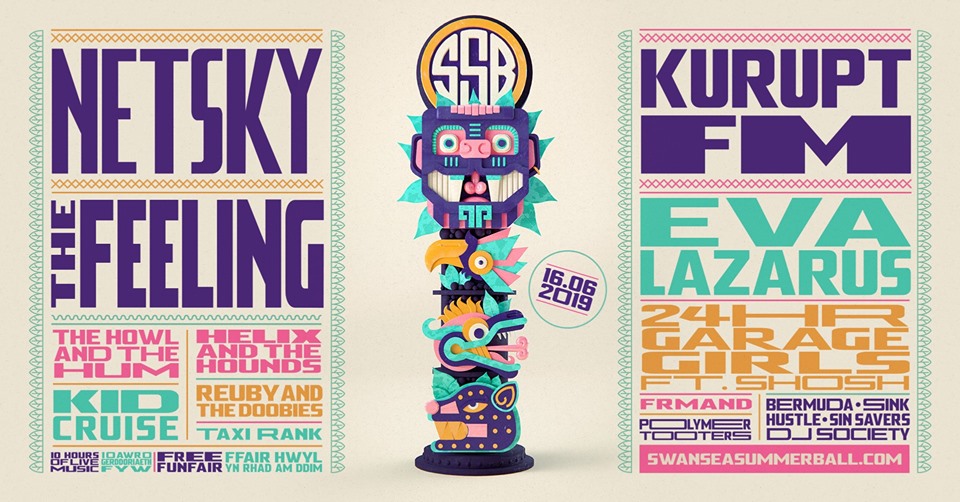 NETSKY
THE FEELING
THE HOWL
AND THE
HUM
HELIX
AND THE
HOUNDS
KID
CRUISE
REUBY AND
THE DOOBIES
TAXI RANK
10 HOURS
OF LIVE
MUSIC
10 AWR O
GERDDORIAETH
FYW
FREE
FUNFAIR
FFAIR HWYL
YN RHAD AM DDIM
SSB
16.06
2019
KURUPT
FM
EVA
LAZARUS
24HR
GARAGE
GIRLS
FT. SHOSH
FRMAND
POLYMER
TOOTERS
BERMUDA • SINK
HUSTLE • SIN SAVERS
DJ SOCIETY
SWANSEASUMMERBALL.COM